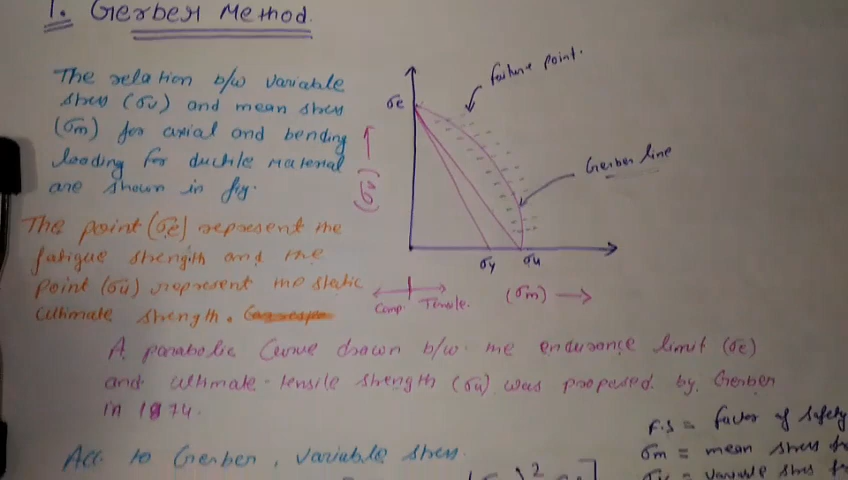 1. Gerber Method.
The relation b/w variable
stress (σv) and mean stress
(σm) for axial and bending
loading for ductile material
are shown in fig.
The point (σe) represent the
fatigue strength and the
point (σu) represent the static
ultimate strength.
failure point.
σe
Gerber line
(σv)
σy
σu
Comp.
Tensile.
(σm)
A parabolic Curve drawn b/w the endurance limit (σe)
and ultimate-tensile strength (σu) was proposed by Gerber
in 1874.
F.S = factor of safety
σm = mean stress
σv = variable stress
Acc. to Gerber, variable stress.